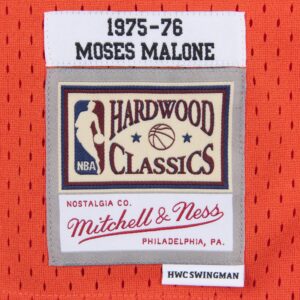 1975-76
MOSES MALONE
HARDWOOD
NBA
CLASSICS
NOSTALGIA CO.
Mitchell & Ness
PHILADELPHIA, PA.
HWC SWINGMAN